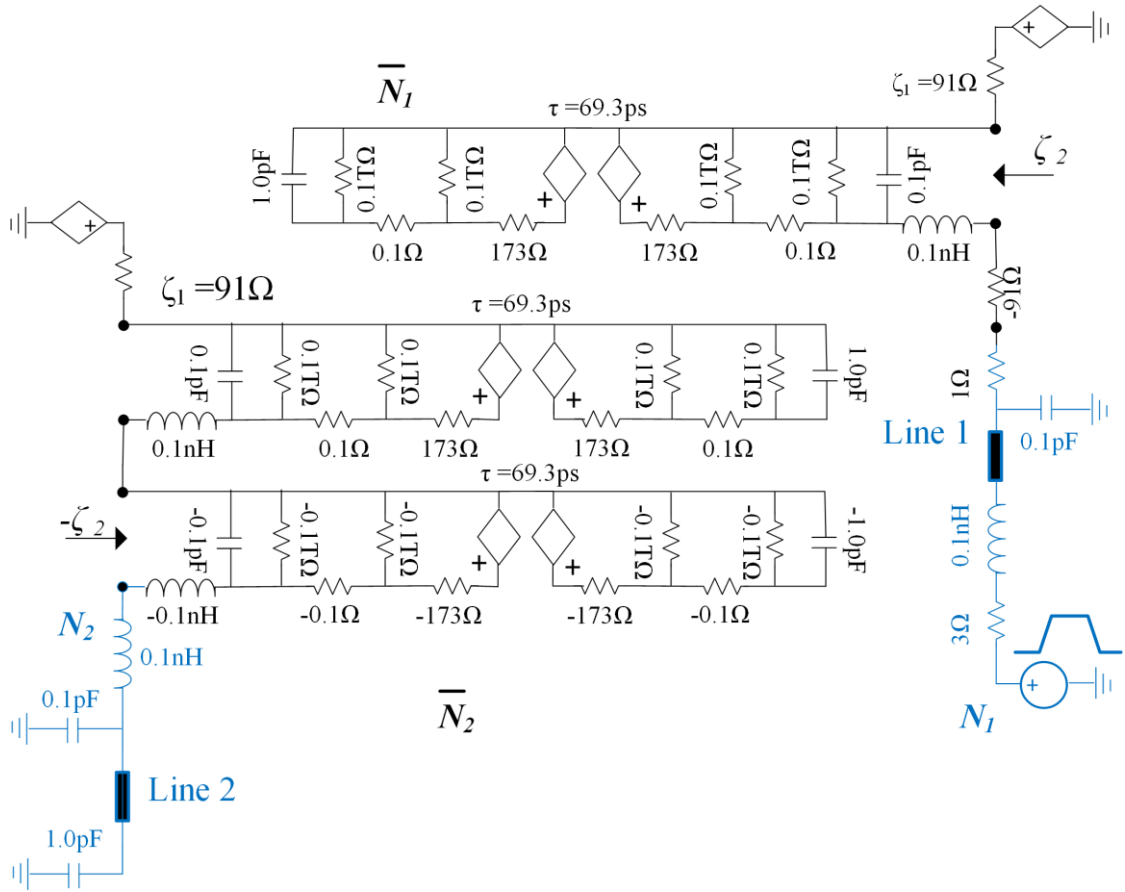 N̄1
ζ1 = 91Ω
τ =69.3ps
1.0pF
0.1TΩ
0.1TΩ
0.1TΩ
0.1TΩ
0.1pF
ζ2
+
+
+
0.1Ω
173Ω
173Ω
0.1Ω
0.1nH
+
-91Ω
ζ1 =91Ω
τ =69.3ps
0.1pF
0.1TΩ
0.1TΩ
0.1TΩ
0.1TΩ
1.0pF
+
+
0.1nH
0.1Ω
173Ω
173Ω
0.1Ω
1Ω
Line 1
0.1pF
τ =69.3ps
-ζ2
-0.1pF
-0.1TΩ
-0.1TΩ
-0.1TΩ
-0.1TΩ
-1.0pF
+
+
-0.1nH
-0.1Ω
-173Ω
-173Ω
-0.1Ω
0.1nH
3Ω
+
N1
N2
0.1nH
0.1pF
N̄2
Line 2
1.0pF